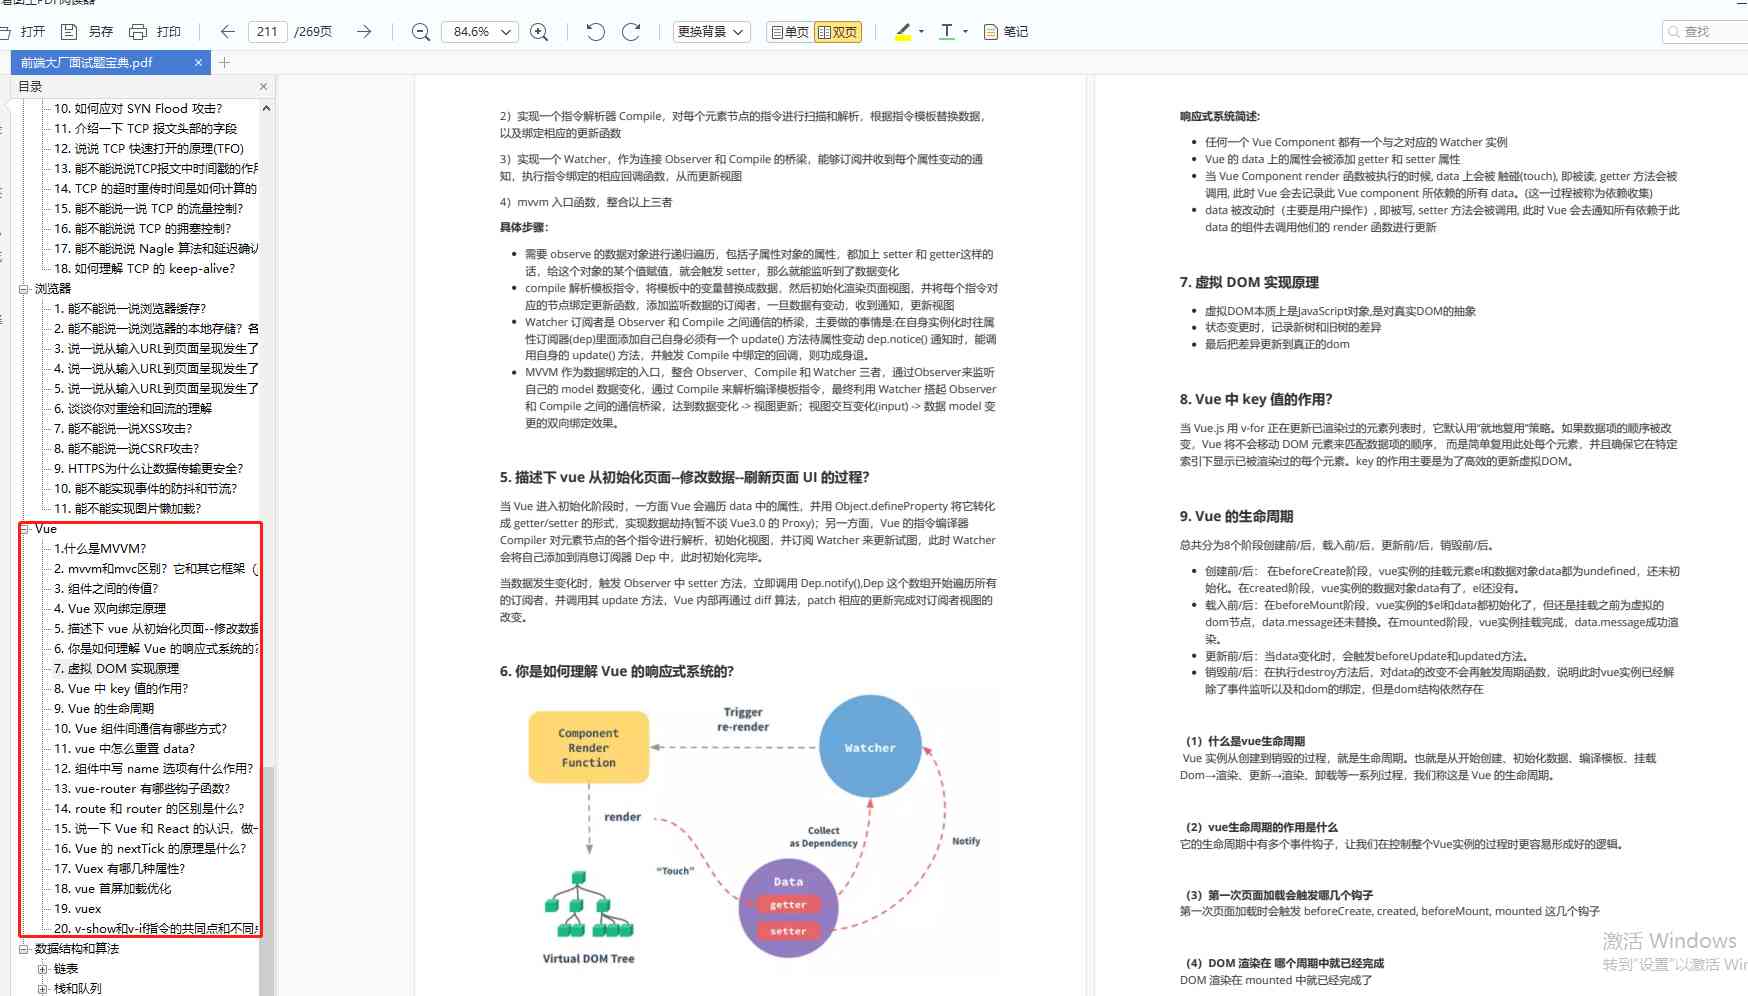 打开
另存
打印
211
/269页
84.6%
更换背景
单页
双页
T
笔记
查找
前端大厂面试题宝典.pdf
目录
10. 如何应对 SYN Flood 攻击?
11. 介绍一下 TCP 报文头部的字段
12. 说说 TCP 快速打开的原理(TFO)
13. 能不能说说TCP报文中时间戳的作用
14. TCP 的超时重传时间是如何计算的
15. 能不能说一说 TCP 的流量控制?
16. 能不能说说 TCP 的拥塞控制?
17. 能不能说说 Nagle 算法和延迟确认
18. 如何理解 TCP 的 keep-alive?
浏览器
1. 能不能说一说浏览器缓存?
2. 能不能说一说浏览器的本地存储? 各
3. 说一说从输入URL到页面呈现发生了
4. 说一说从输入URL到页面呈现发生了
5. 说一说从输入URL到页面呈现发生了
6. 谈谈你对重绘和回流的理解
7. 能不能说一说XSS攻击?
8. 能不能说一说CSRF攻击?
9. HTTPS为什么让数据传输更安全?
10. 能不能实现事件的防抖和节流?
11. 能不能实现图片懒加载?
Vue
1.什么是MVVM?
2. mvvm和mvc区别? 它和其它框架 (
3. 组件之间的传值?
4. Vue 双向绑定原理
5. 描述下 vue 从初始化页面--修改数据
6. 你是如何理解 Vue 的响应式系统的?
7. 虚拟 DOM 实现原理
8. Vue 中 key 值的作用?
9. Vue 的生命周期
10. Vue 组件间通信有哪些方式?
11. vue 中怎么重置 data?
12. 组件中写 name 选项有什么作用?
13. vue-router 有哪些钩子函数?
14. route 和 router 的区别是什么?
15. 说一下 Vue 和 React 的认识，做一
16. Vue 的 nextTick 的原理是什么?
17. Vuex 有哪几种属性?
18. vue 首屏加载优化
19. vuex
20. v-show和v-if指令的共同点和不同点
数据结构和算法
链表
栈和队列
2）实现一个指令解析器 Compile，对每个元素节点的指令进行扫描和解析，根据指令模板替换数据，
以及绑定相应的更新函数
3）实现一个 Watcher，作为连接 Observer 和 Compile 的桥梁，能够订阅并收到每个属性变动的通
知，执行指令绑定的相应回调函数，从而更新视图
4）mvvm 入口函数，整合以上三者
具体步骤：
需要 observe 的数据对象进行递归遍历，包括子属性对象的属性，都加上 setter 和 getter这样的
话，给这个对象的某个值赋值，就会触发 setter，那么就能监听到了数据变化
compile 解析模板指令，将模板中的变量替换成数据，然后初始化渲染页面视图，并将每个指令对
应的节点绑定更新函数，添加监听数据的订阅者，一旦数据有变动，收到通知，更新视图
Watcher 订阅者是 Observer 和 Compile 之间通信的桥梁，主要做的事情是:在自身实例化时往属
性订阅器(dep)里面添加自己自身必须有一个 update() 方法待属性变动 dep.notice() 通知时，能调
用自身的 update() 方法，并触发 Compile 中绑定的回调，则功成身退。
MVVM 作为数据绑定的入口，整合 Observer、Compile 和 Watcher 三者，通过Observer来监听
自己的 model 数据变化，通过 Compile 来解析编译模板指令，最终利用 Watcher 搭起 Observer
和 Compile 之间的通信桥梁，达到数据变化 -> 视图更新；视图交互变化(input) -> 数据 model 变
更的双向绑定效果。
5. 描述下 vue 从初始化页面--修改数据--刷新页面 UI 的过程?
当 Vue 进入初始化阶段时，一方面 Vue 会遍历 data 中的属性，并用 Object.defineProperty 将它转化
成 getter/setter 的形式，实现数据劫持(暂不谈 Vue3.0 的 Proxy)；另一方面，Vue 的指令编译器
Compiler 对元素节点的各个指令进行解析，初始化视图，并订阅 Watcher 来更新试图，此时 Watcher
会将自己添加到消息订阅器 Dep 中，此时初始化完毕。
当数据发生变化时，触发 Observer 中 setter 方法，立即调用 Dep.notify(),Dep 这个数组开始遍历所有
的订阅者，并调用其 update 方法，Vue 内部再通过 diff 算法，patch 相应的更新完成对订阅者视图的
改变。
6. 你是如何理解 Vue 的响应式系统的?
Component
Render
Function
Trigger
re-render
Watcher
render
Collect
as Dependency
Notify
“Touch”
Data
getter
setter
Virtual DOM Tree
响应式系统简述:
任何一个 Vue Component 都有一个与之对应的 Watcher 实例
Vue 的 data 上的属性会被添加 getter 和 setter 属性
当 Vue Component render 函数被执行的时候, data 上会被 触碰(touch), 即被读, getter 方法会被
调用, 此时 Vue 会去记录此 Vue component 所依赖的所有 data。(这一过程被称为依赖收集)
data 被改动时（主要是用户操作）, 即被写, setter 方法会被调用, 此时 Vue 会去通知所有依赖于此
data 的组件去调用他们的 render 函数进行更新
7. 虚拟 DOM 实现原理
虚拟DOM本质上是JavaScript对象,是对真实DOM的抽象
状态变更时，记录新树和旧树的差异
最后把差异更新到真正的dom
8. Vue 中 key 值的作用?
当 Vue.js 用 v-for 正在更新已渲染过的元素列表时，它默认用“就地复用”策略。如果数据项的顺序被改
变，Vue 将不会移动 DOM 元素来匹配数据项的顺序， 而是简单复用此处每个元素，并且确保它在特定
索引下显示已被渲染过的每个元素。key 的作用主要是为了高效的更新虚拟DOM。
9. Vue 的生命周期
总共分为8个阶段创建前/后，载入前/后，更新前/后，销毁前/后。
创建前/后： 在beforeCreate阶段，vue实例的挂载元素el和数据对象data都为undefined，还未初
始化。在created阶段，vue实例的数据对象data有了，el还没有。
载入前/后：在beforeMount阶段，vue实例的$el和data都初始化了，但还是挂载之前为虚拟的
dom节点，data.message还未替换。在mounted阶段，vue实例挂载完成，data.message成功渲
染。
更新前/后：当data变化时，会触发beforeUpdate和updated方法。
销毁前/后：在执行destroy方法后，对data的改变不会再触发周期函数，说明此时vue实例已经解
除了事件监听以及和dom的绑定，但是dom结构依然存在
（1）什么是vue生命周期
Vue 实例从创建到销毁的过程，就是生命周期。也就是从开始创建、初始化数据、编译模板、挂载
Dom→渲染、更新→渲染、卸载等一系列过程，我们称这是 Vue 的生命周期。
（2）vue生命周期的作用是什么
它的生命周期中有多个事件钩子，让我们在控制整个Vue实例的过程时更容易形成好的逻辑。
（3）第一次页面加载会触发哪几个钩子
第一次页面加载时会触发 beforeCreate, created, beforeMount, mounted 这几个钩子
（4）DOM 渲染在 哪个周期中就已经完成
DOM 渲染在 mounted 中就已经完成了
激活 Windows
转到"设置"以激活 Win